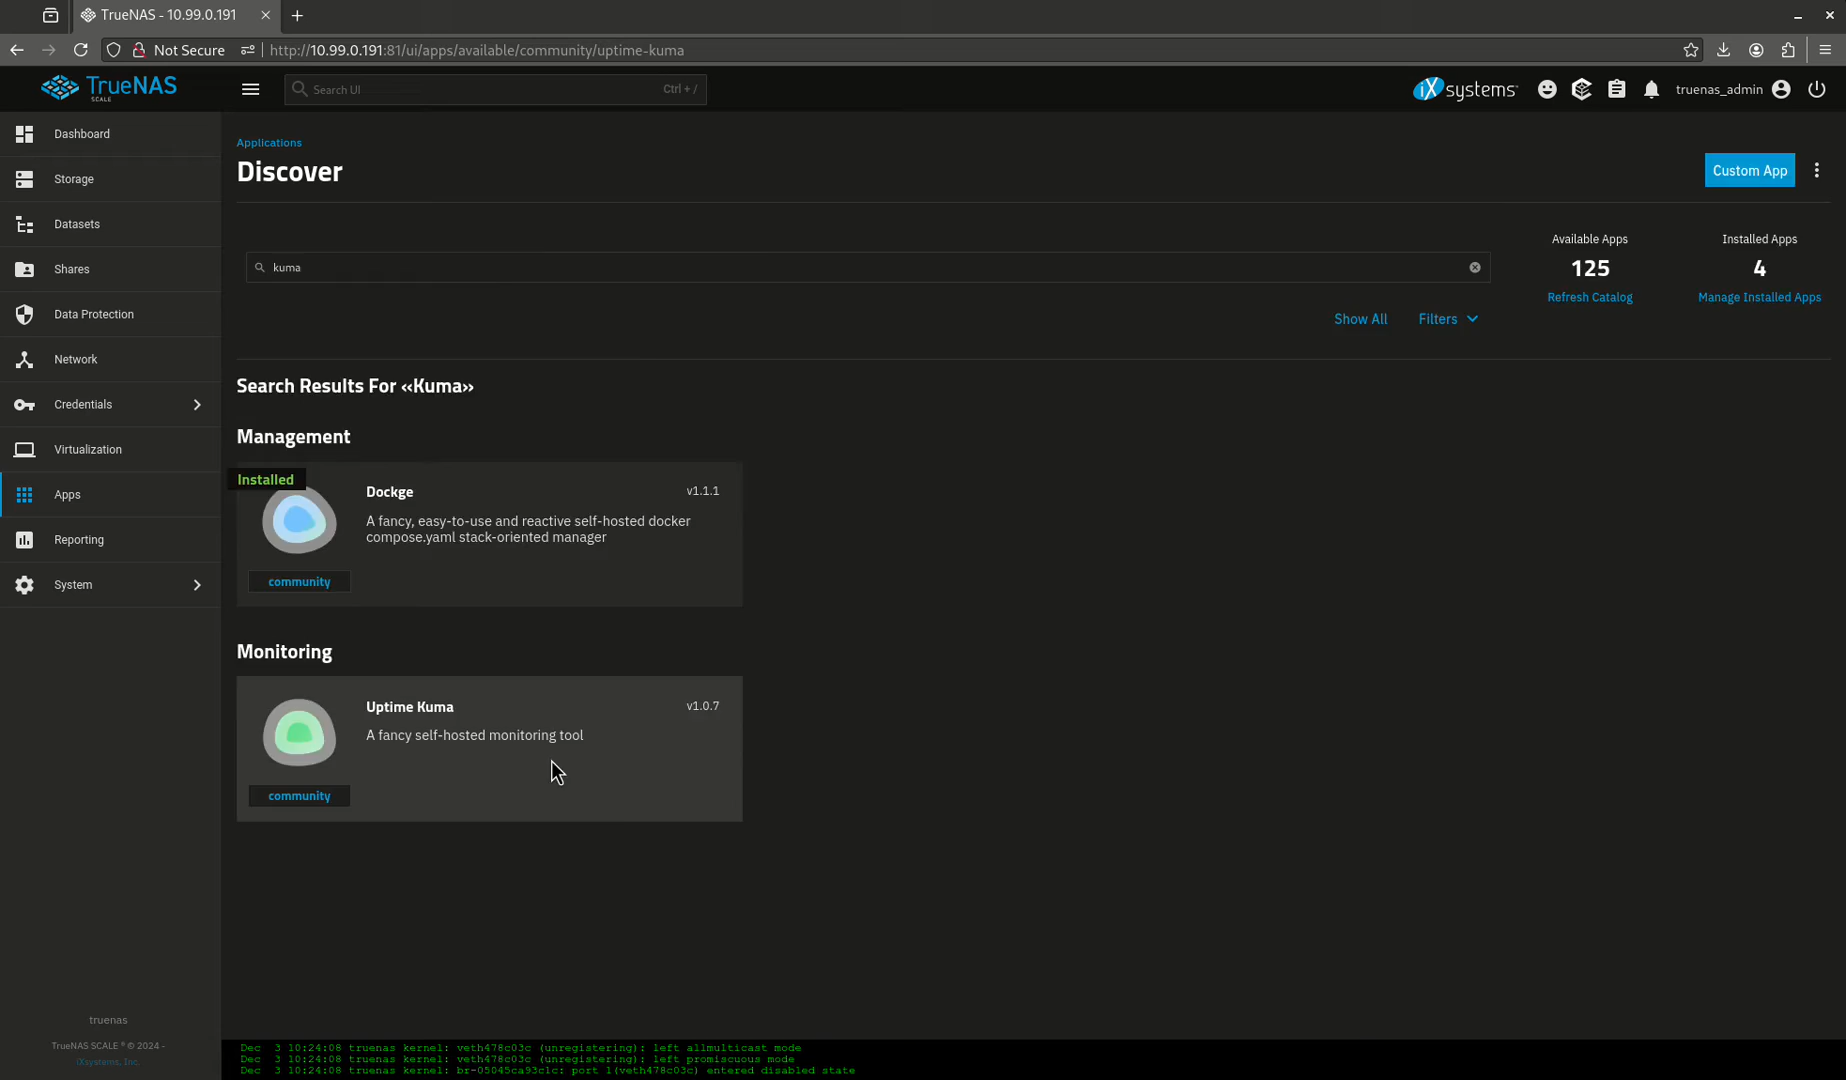 TrueNAS - 10.99.0.191
Not Secure
http://10.99.0.191:81/ui/apps/available/community/uptime-kuma
TrueNAS
SCALE
Search UI
Ctrl + /
iXsystems
truenas_admin
Dashboard
Storage
Datasets
Shares
Data Protection
Network
Credentials
Virtualization
Apps
Reporting
System
truenas
TrueNAS SCALE ® © 2024 -
iXsystems, Inc.
Applications
Discover
Custom App
kuma
Available Apps
125
Refresh Catalog
Installed Apps
4
Manage Installed Apps
Show All
Filters
Search Results For «Kuma»
Management
Installed
Dockge
v1.1.1
A fancy, easy-to-use and reactive self-hosted docker
compose.yaml stack-oriented manager
community
Monitoring
Uptime Kuma
v1.0.7
A fancy self-hosted monitoring tool
community
Dec  3 10:24:08 truenas kernel: veth478c03c (unregistering): left allmulticast mode
Dec  3 10:24:08 truenas kernel: veth478c03c (unregistering): left promiscuous mode
Dec  3 10:24:08 truenas kernel: br-05045ca93c1c: port 1(veth478c03c) entered disabled state